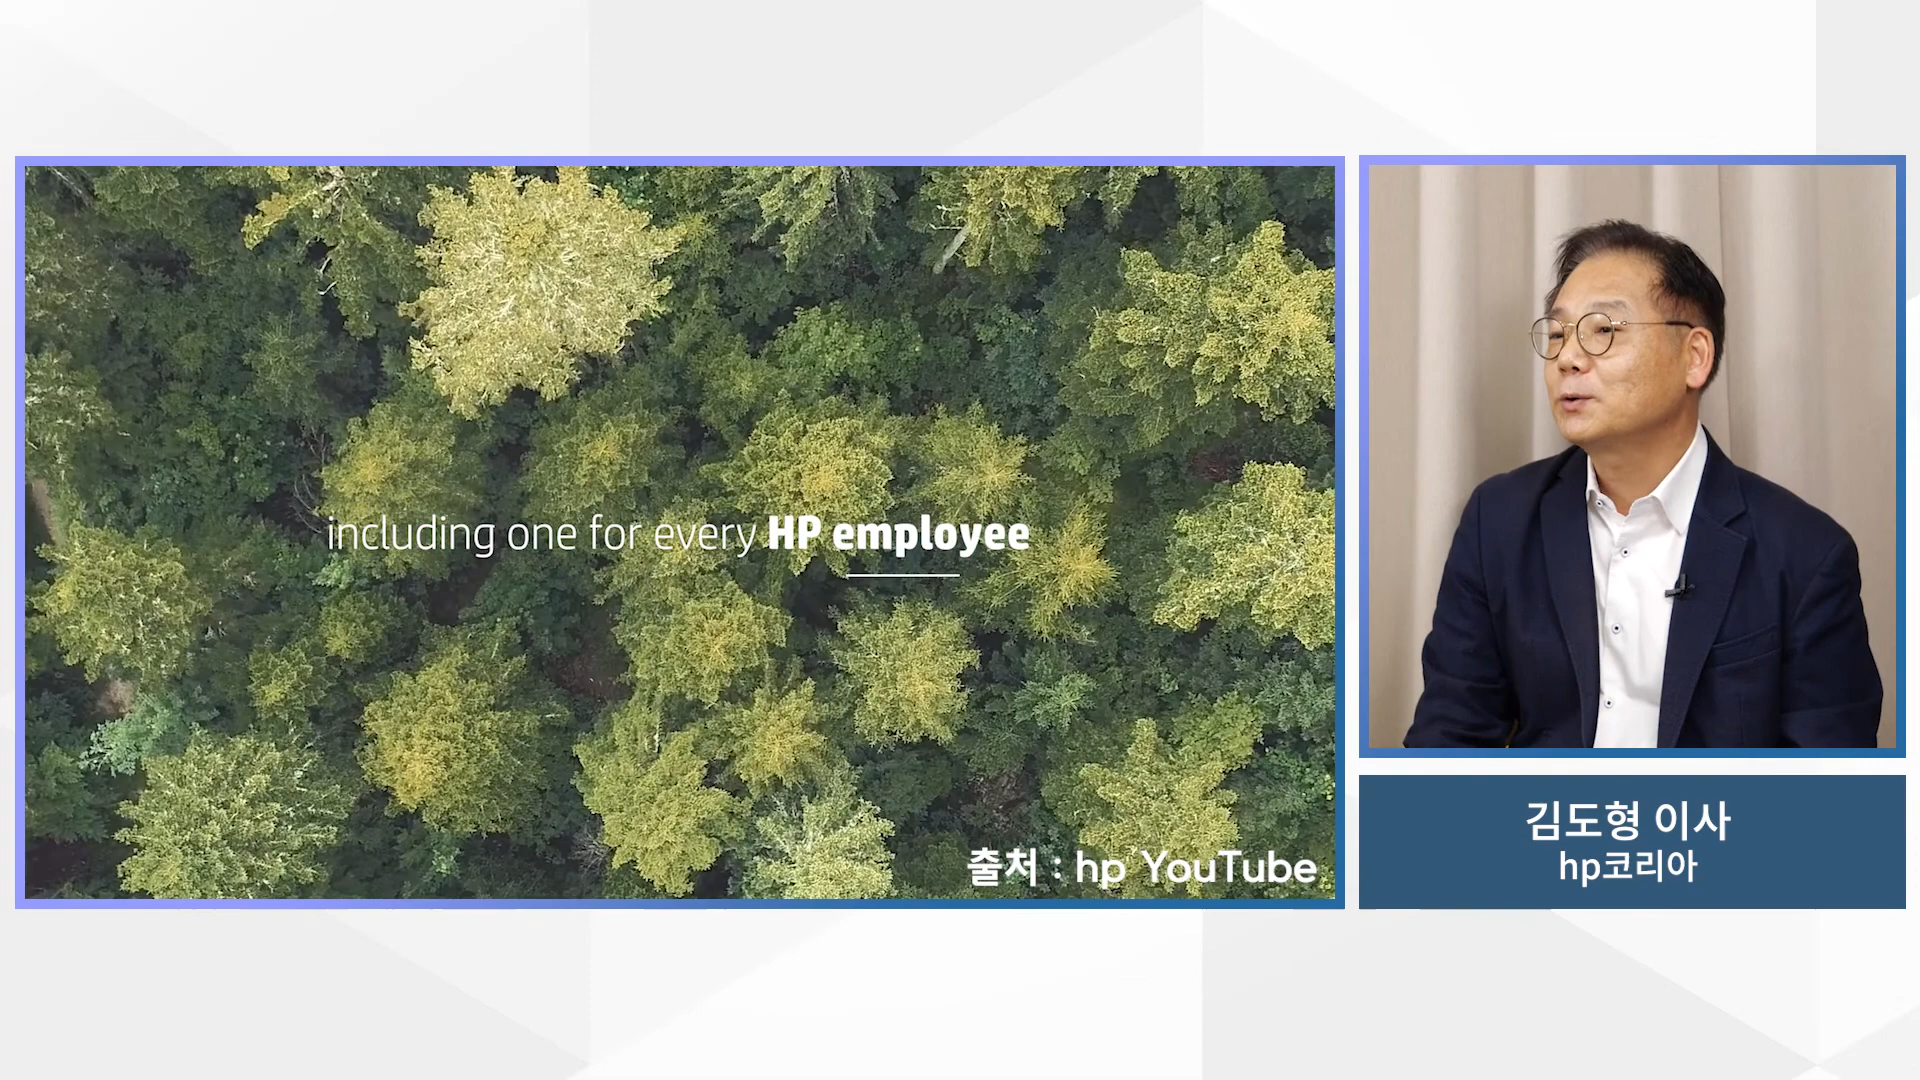 including one for every HP employee
출처 : hp YouTube
김도형 이사
hp코리아